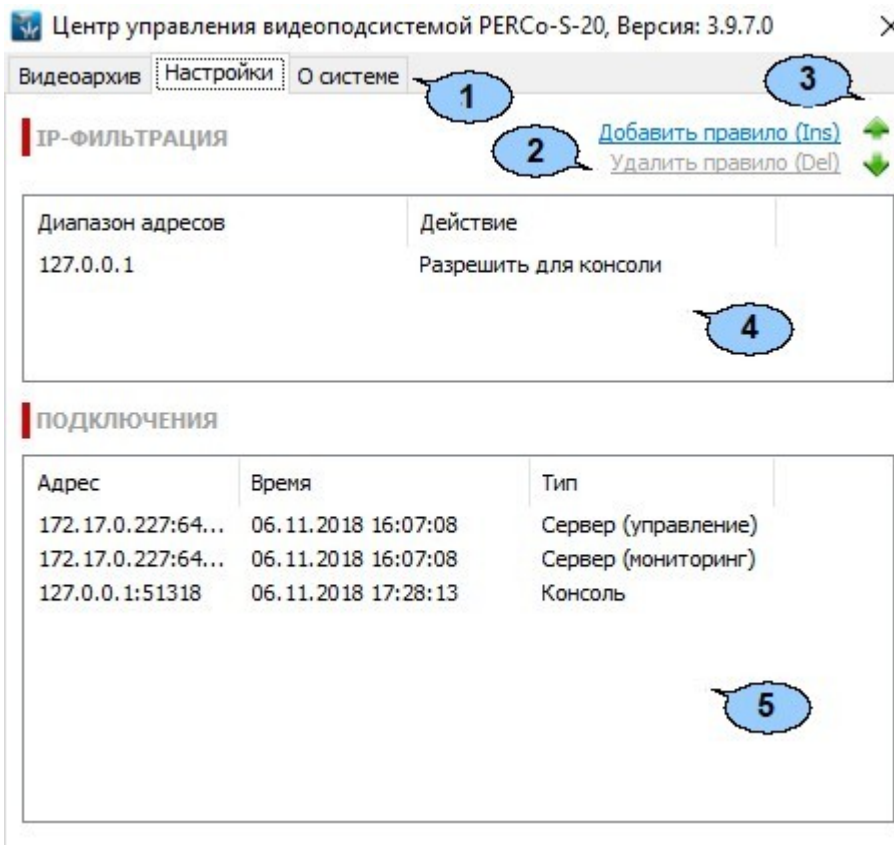 Центр управления видеоподсистемой PERCo-S-20, Версия: 3.9.7.0
Видеоархив Настройки О системе
1
3
IP-ФИЛЬТРАЦИЯ
Добавить правило (Ins)
2
Удалить правило (Del)
Диапазон адресов Действие
127.0.0.1 Разрешить для консоли
4
ПОДКЛЮЧЕНИЯ
Адрес Время Тип
172.17.0.227:64... 06.11.2018 16:07:08 Сервер (управление)
172.17.0.227:64... 06.11.2018 16:07:08 Сервер (мониторинг)
127.0.0.1:51318 06.11.2018 17:28:13 Консоль
5